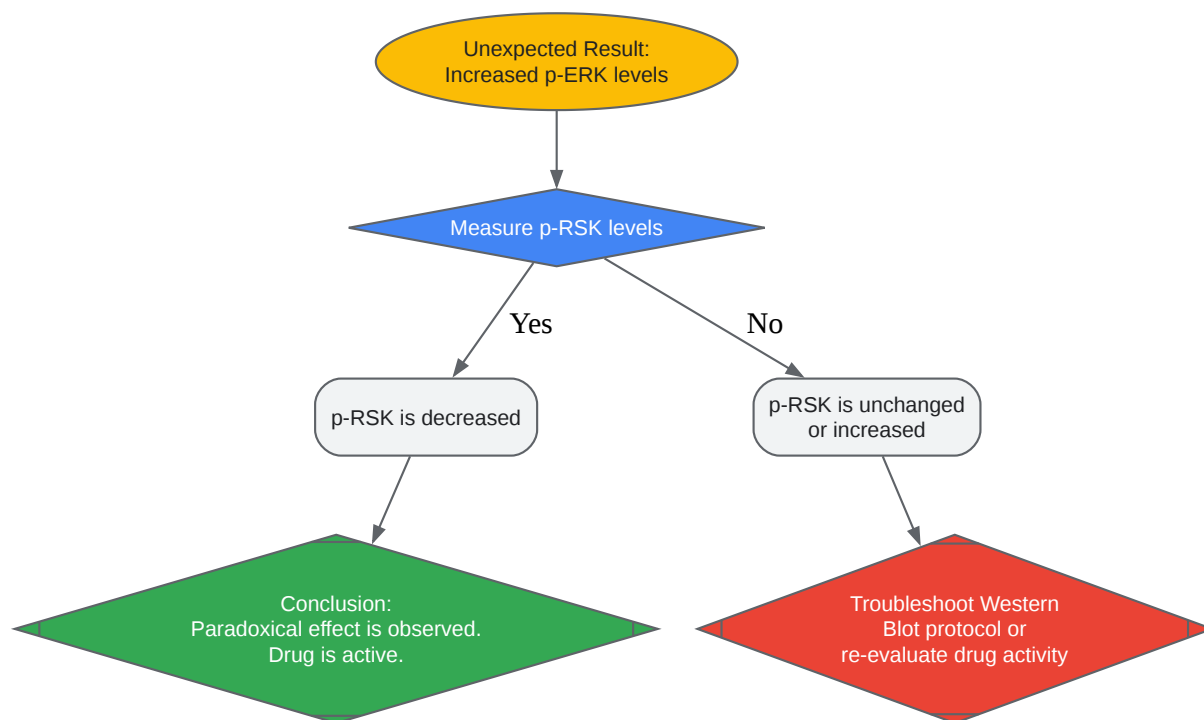 Unexpected Result:
Increased p-ERK levels
Measure p-RSK levels
Yes
No
p-RSK is decreased
p-RSK is unchanged
or increased
Conclusion:
Paradoxical effect is observed.
Drug is active.
Troubleshoot Western
Blot protocol or
re-evaluate drug activity